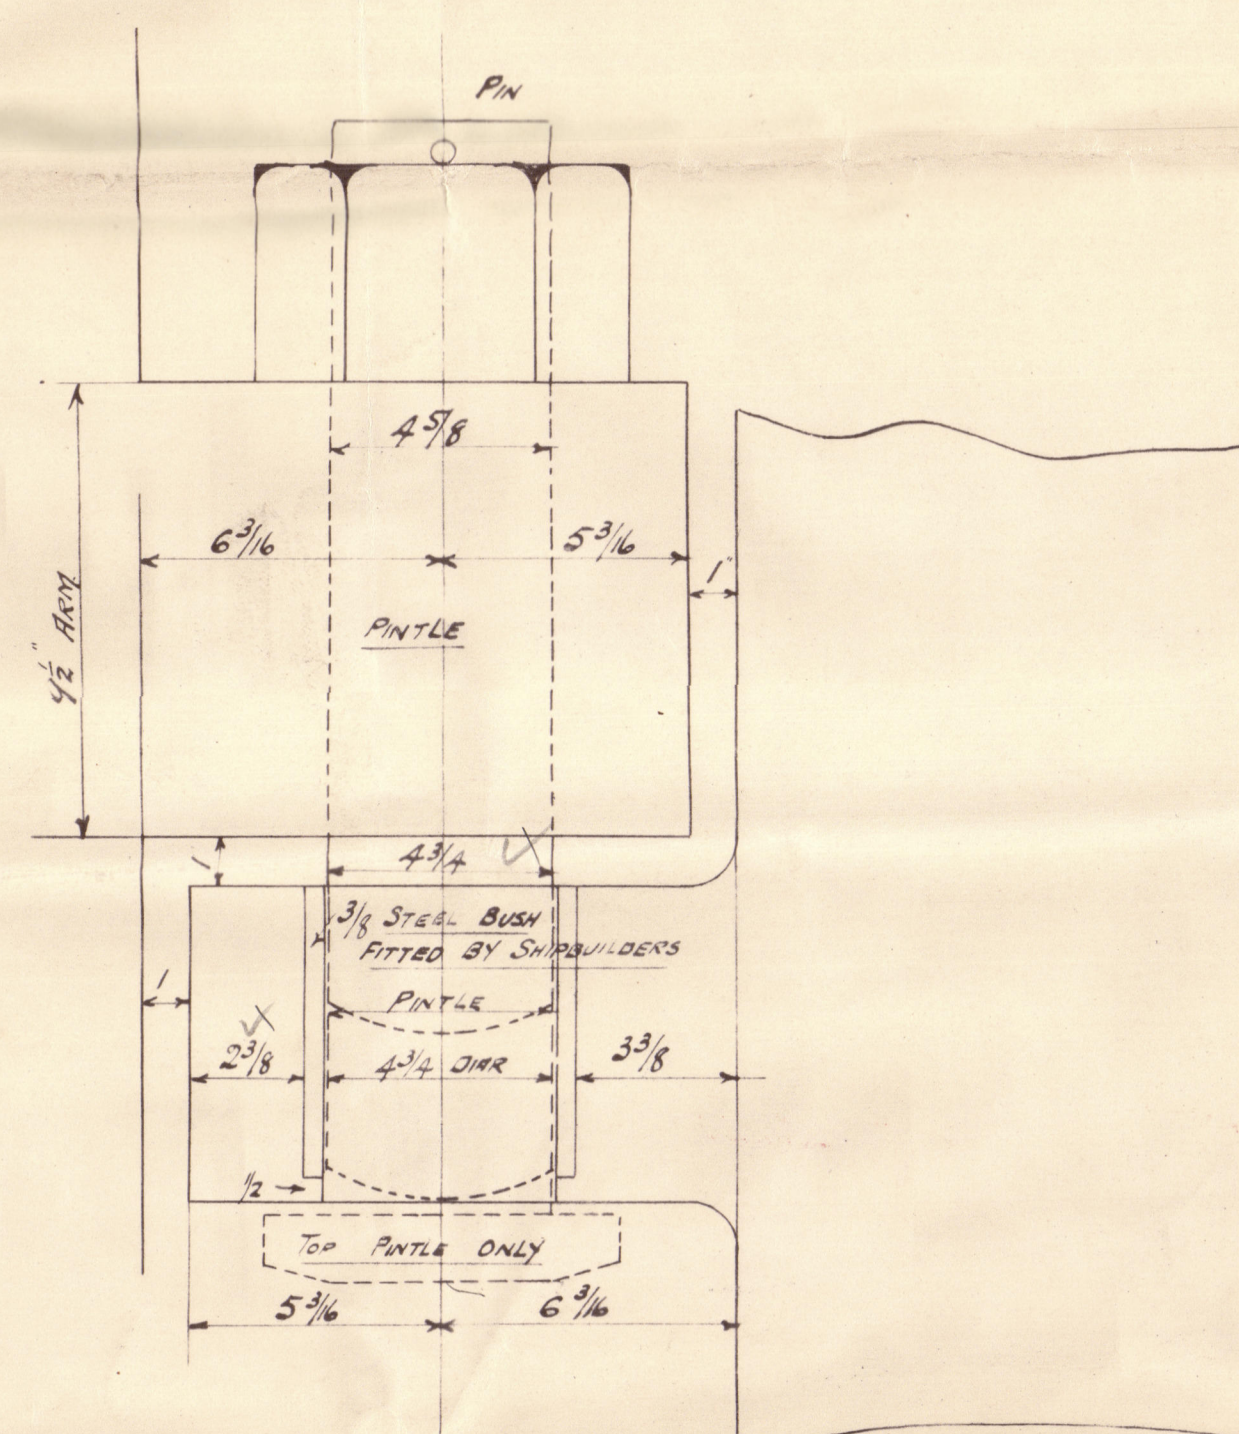 PIN
4 5/8
6 3/16
5 3/16
1"
PINTLE
4 1/2" ARM
1
4 3/4
3/8 STEEL BUSH
FITTED BY SHIPBUILDERS
PINTLE
1
2 3/8
4 3/4 DIAR
3 3/8
1/2
TOP PINTLE ONLY
5 3/16
6 3/16